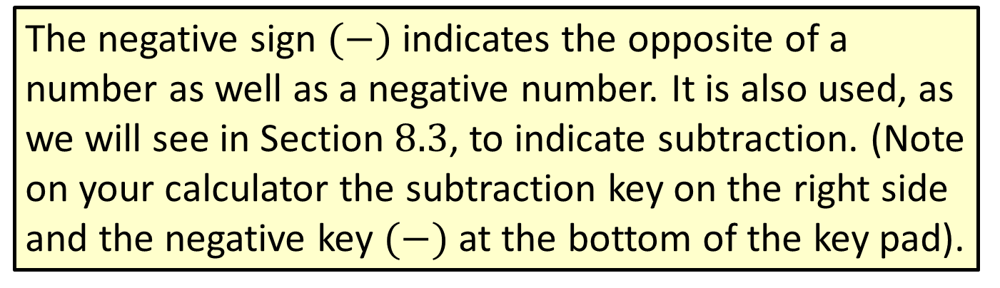 The negative sign (−) indicates the opposite of a
number as well as a negative number. It is also used, as
we will see in Section 8.3, to indicate subtraction. (Note
on your calculator the subtraction key on the right side
and the negative key (−) at the bottom of the key pad).